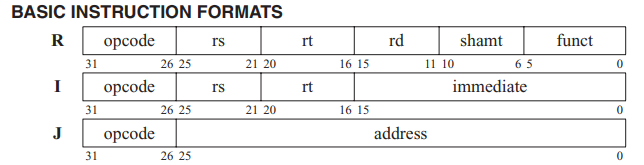 BASIC INSTRUCTION FORMATS
R opcode rs rt rd shamt funct
31 26 25 21 20 16 15 11 10 6 5 0
I opcode rs rt immediate
31 26 25 21 20 16 15 0
J opcode address
31 26 25 0